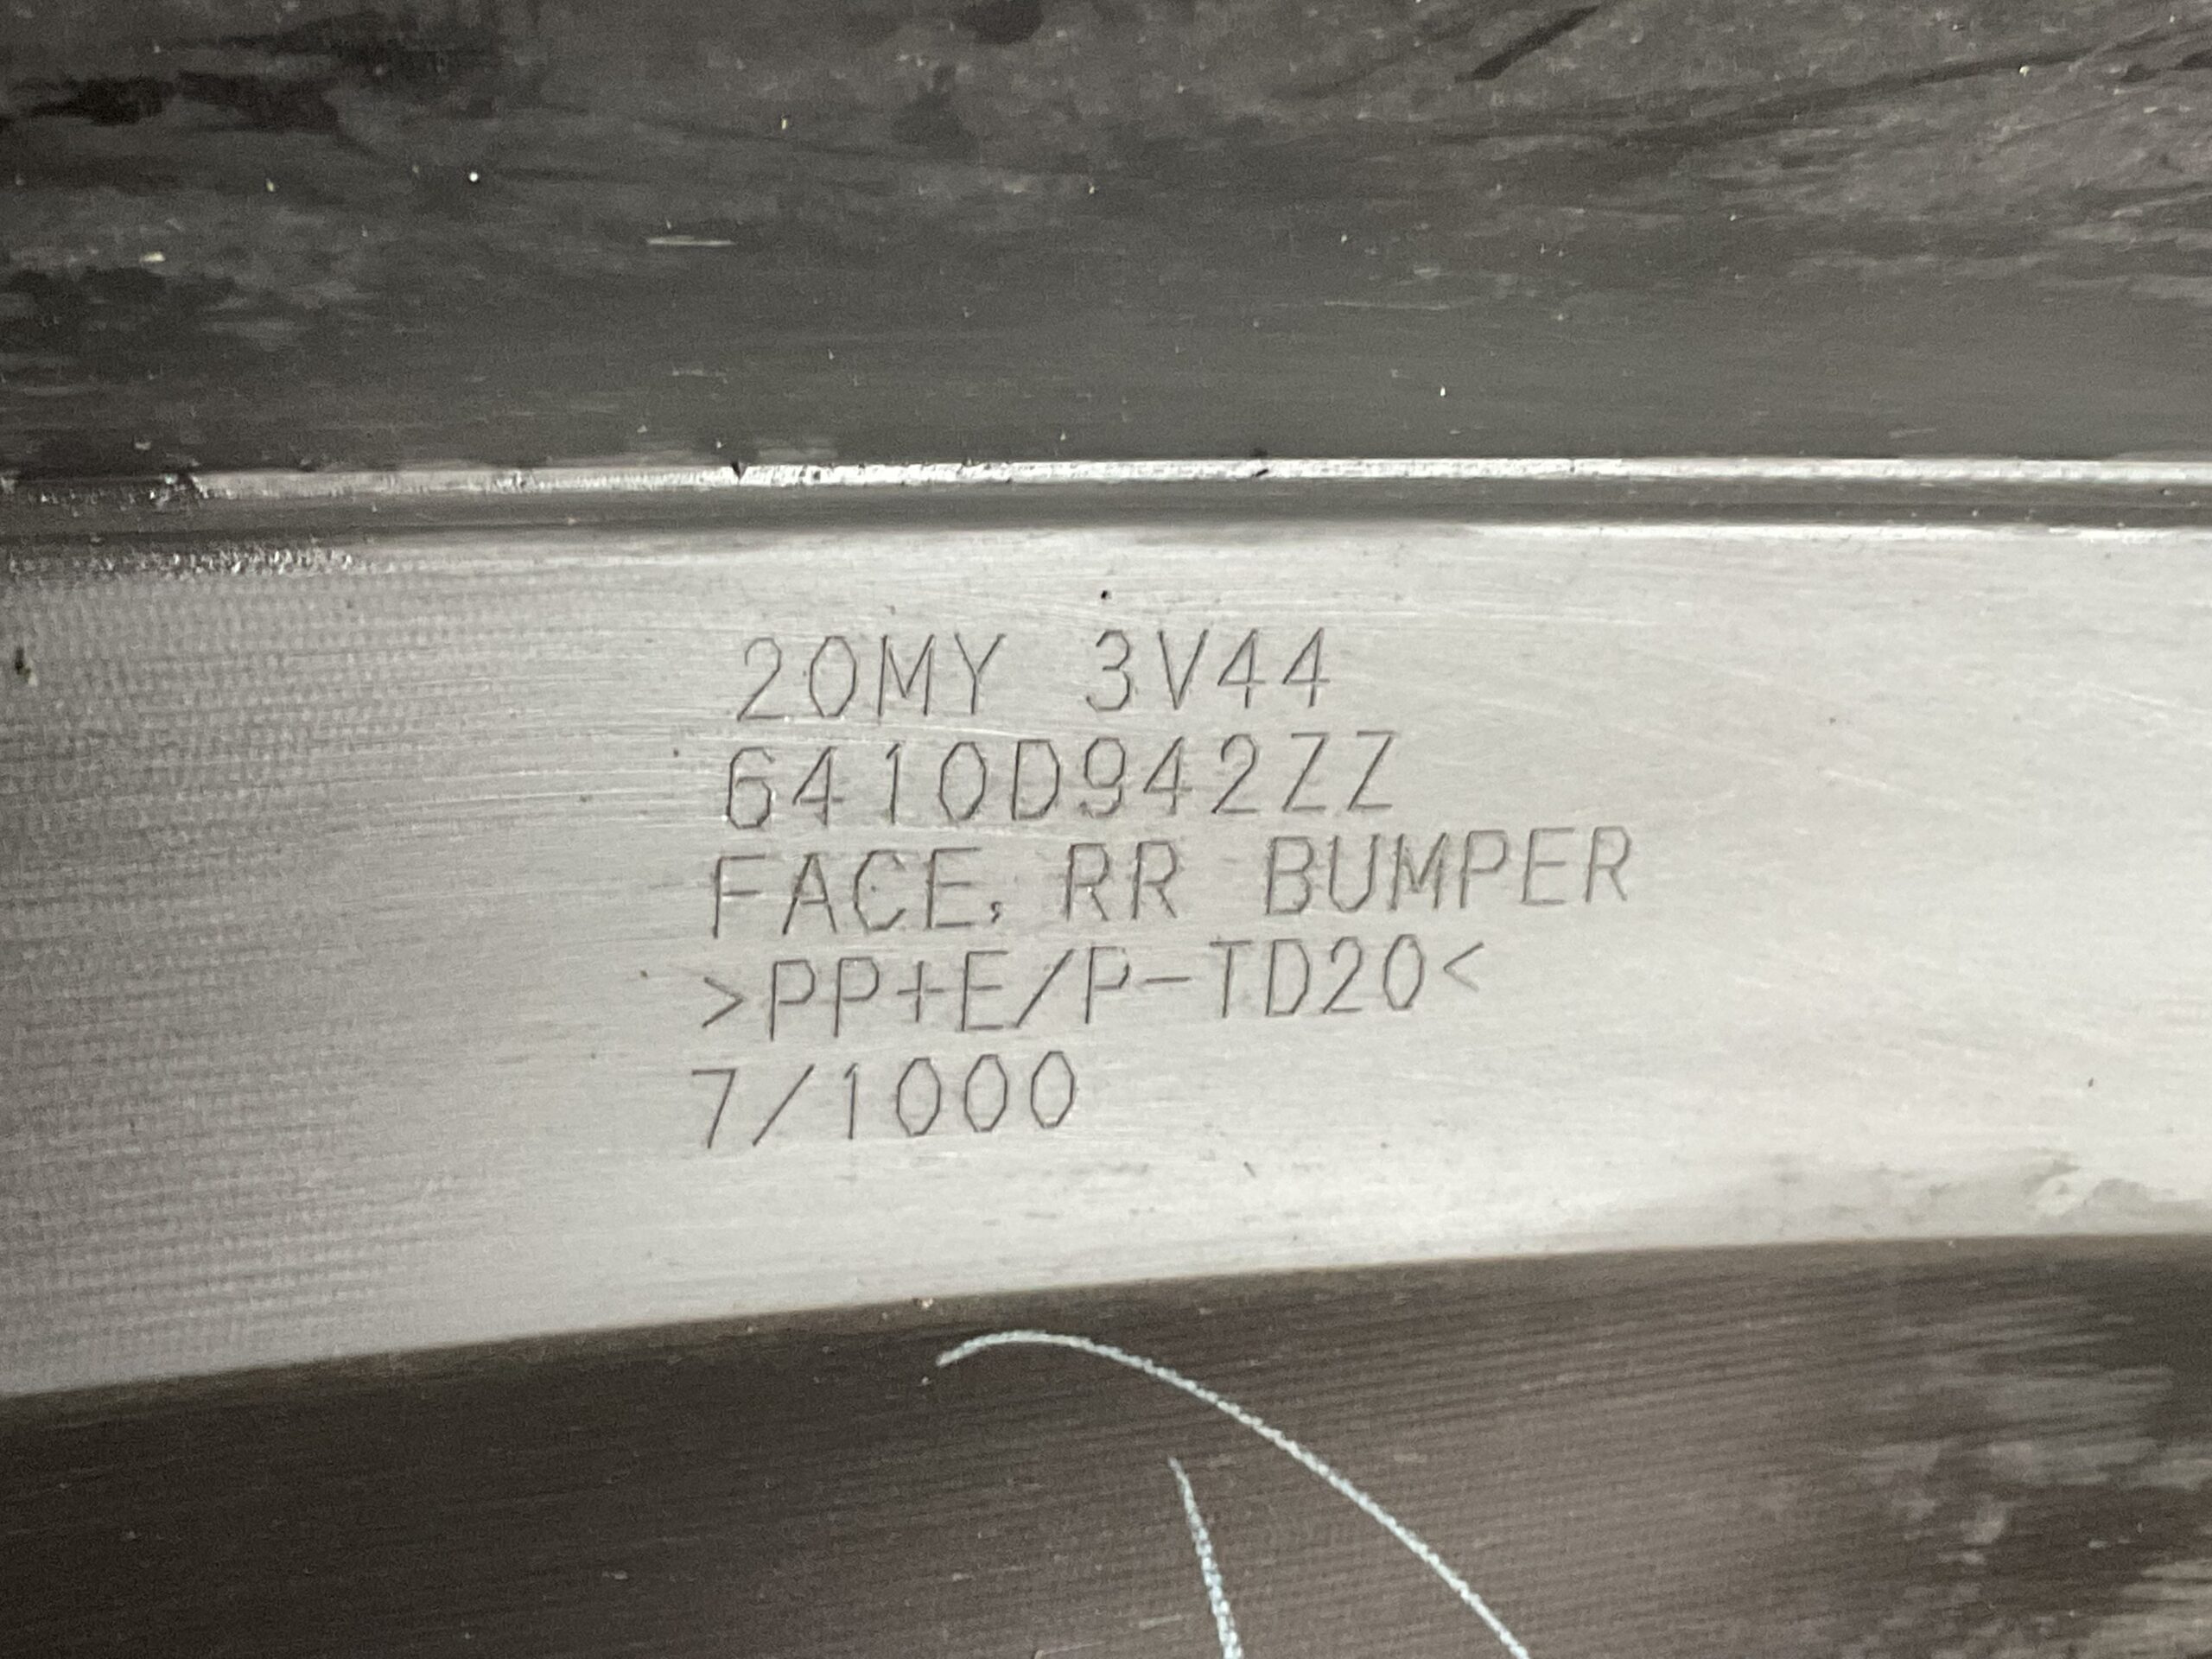 20MY 3V44
6410D942ZZ
FACE, RR BUMPER
>PP+E/P-TD20<
7/1000